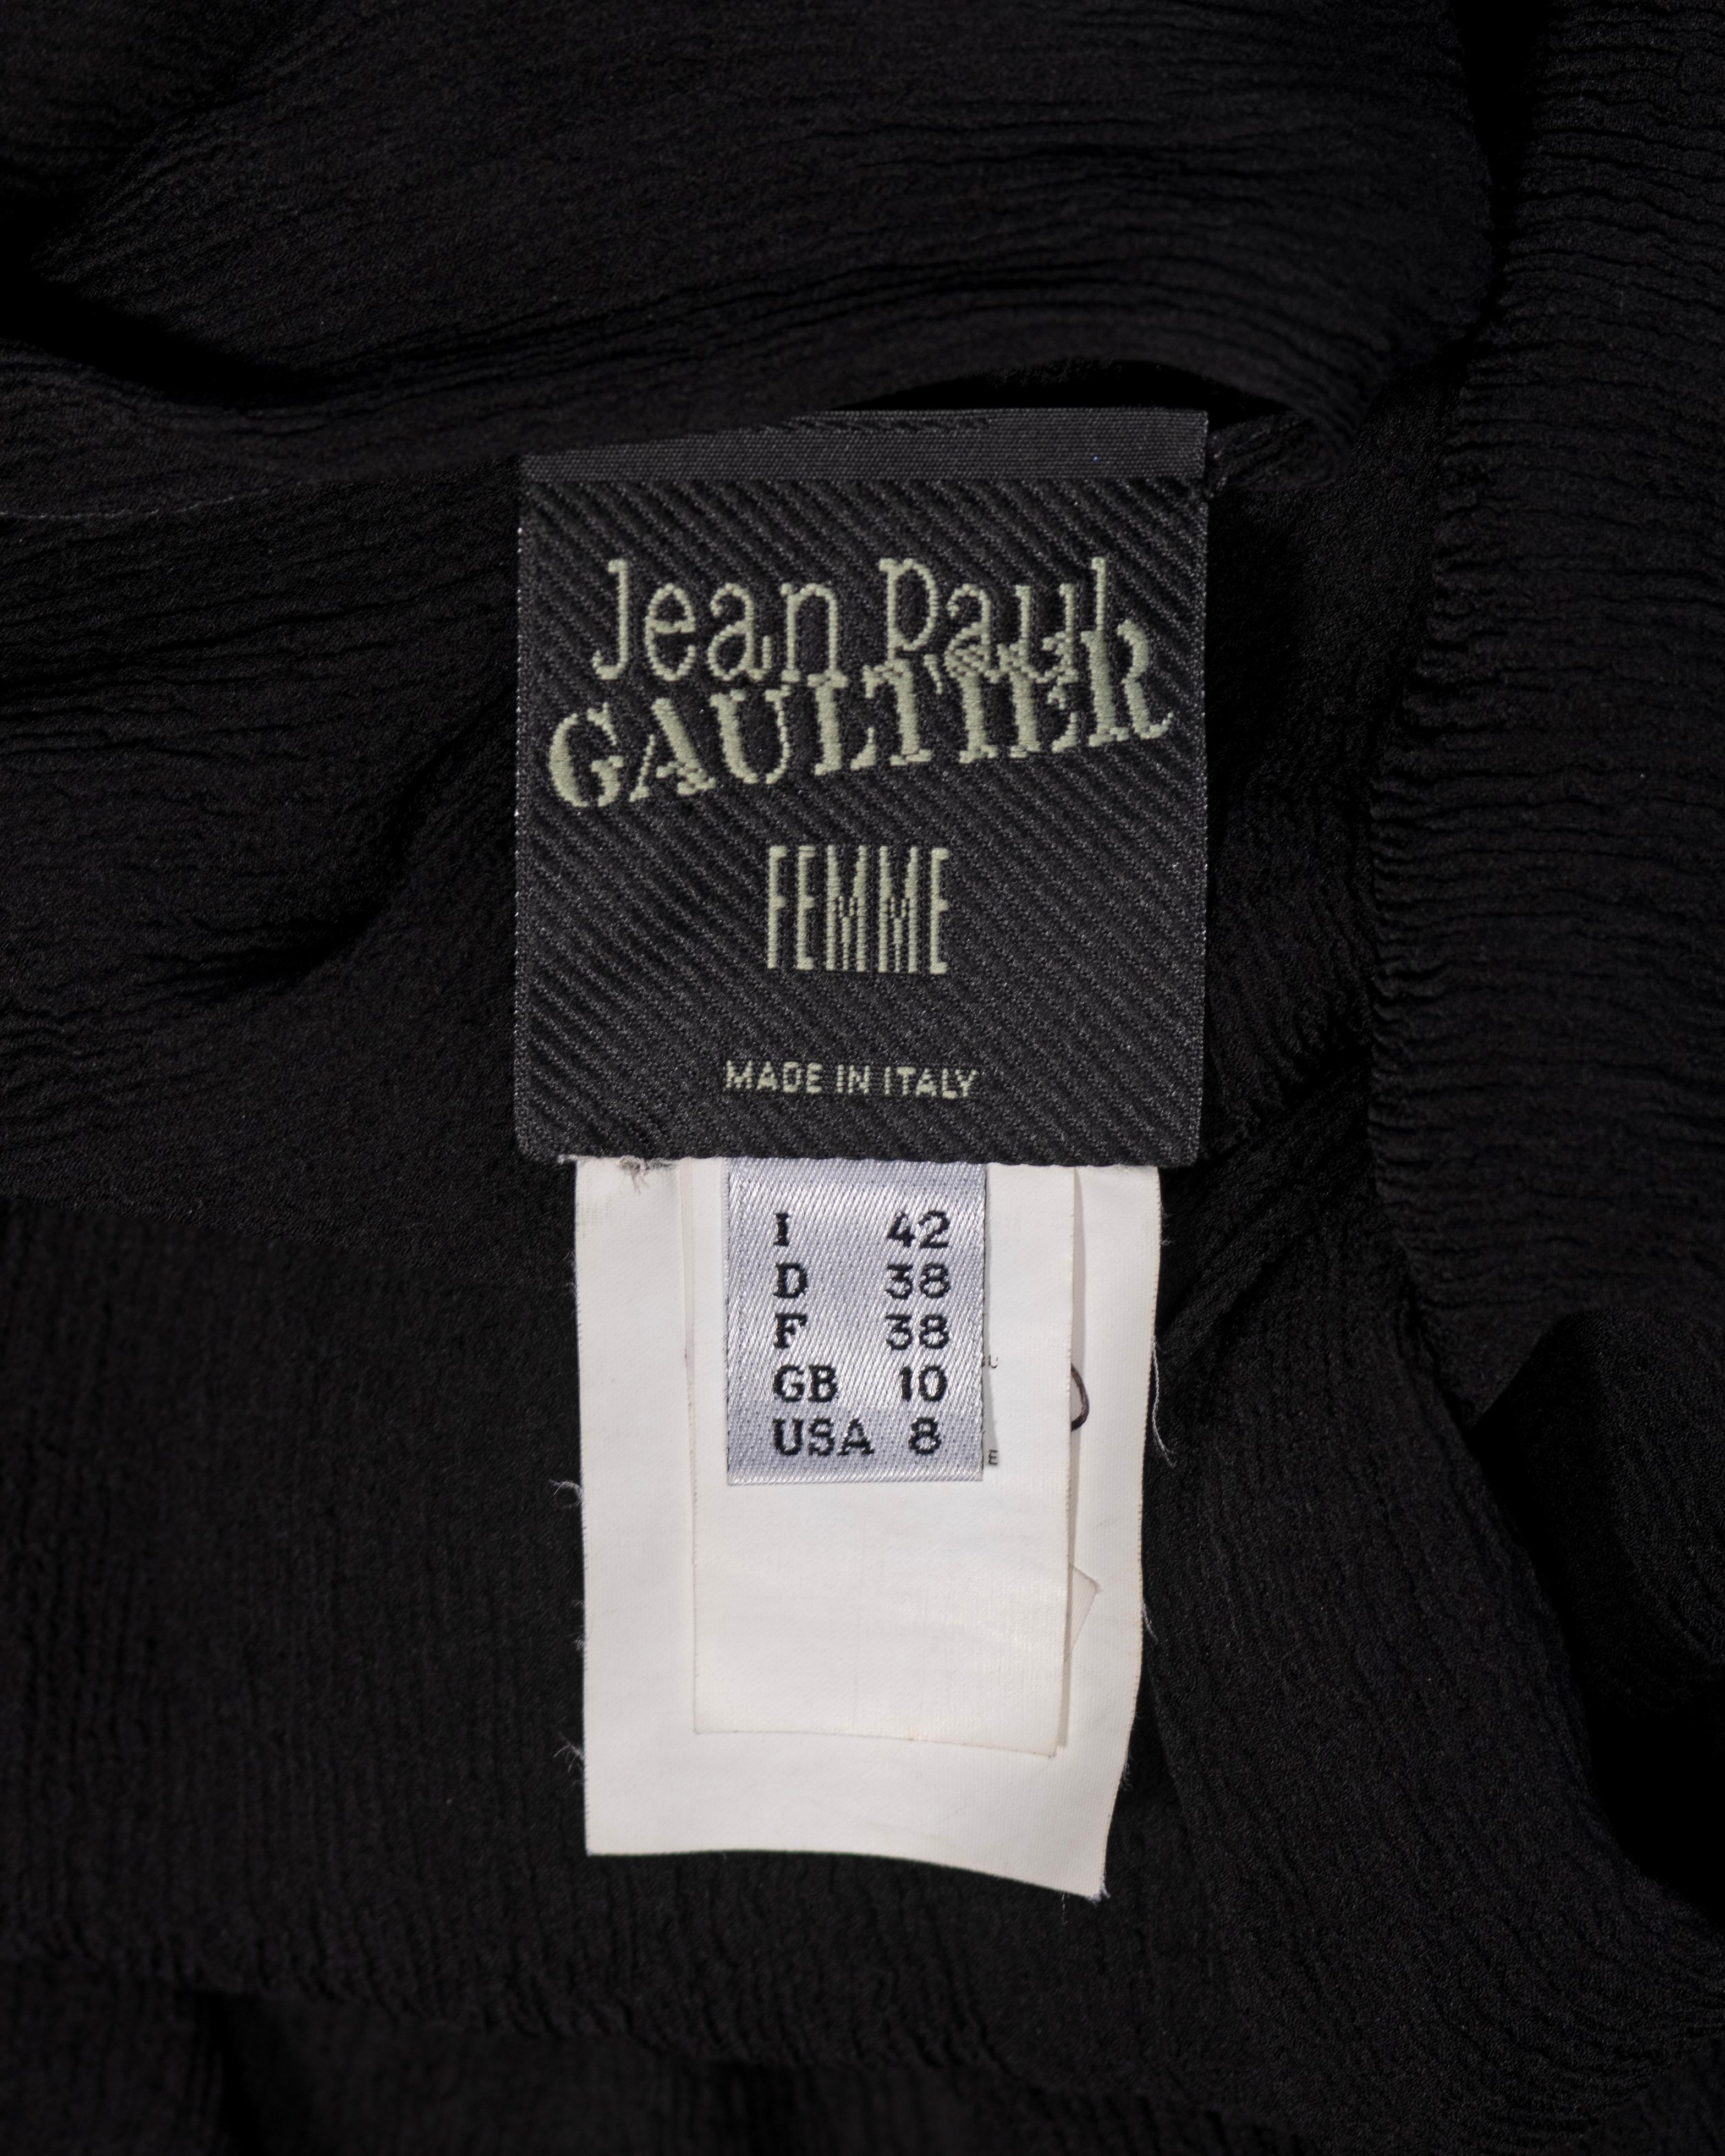 Jean Paul
GAULTIER
FEMME
MADE IN ITALY
I 42
D 38
F 38
GB 10
USA 8